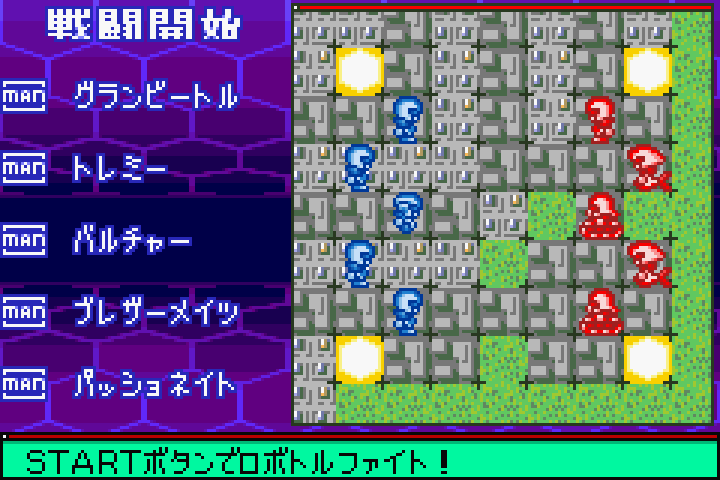 戦闘開始
MAN グランビートル
MAN トレミー
MAN バルチャー
MAN ブレザーメイツ
MAN パッショネイト
STARTボタンでロボトルファイト!